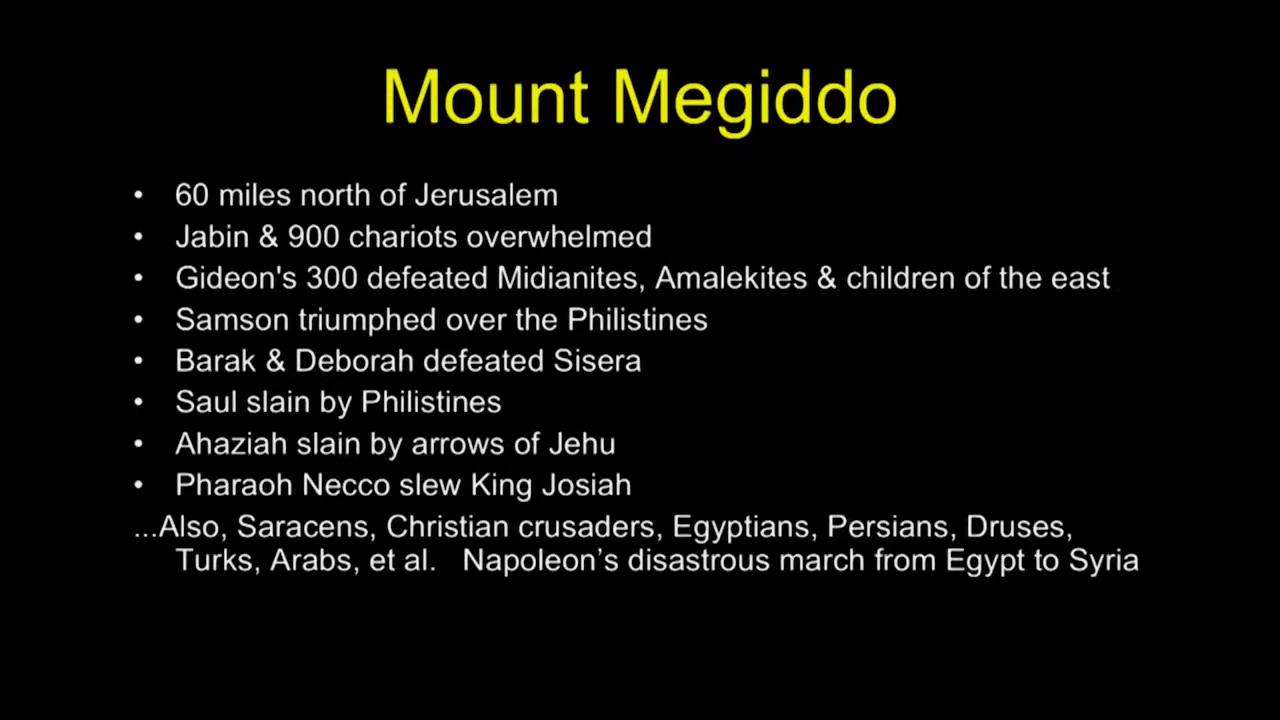 Mount Megiddo
• 60 miles north of Jerusalem
• Jabin & 900 chariots overwhelmed
• Gideon's 300 defeated Midianites, Amalekites & children of the east
• Samson triumphed over the Philistines
• Barak & Deborah defeated Sisera
• Saul slain by Philistines
• Ahaziah slain by arrows of Jehu
• Pharaoh Necco slew King Josiah
...Also, Saracens, Christian crusaders, Egyptians, Persians, Druses,
Turks, Arabs, et al. Napoleon’s disastrous march from Egypt to Syria